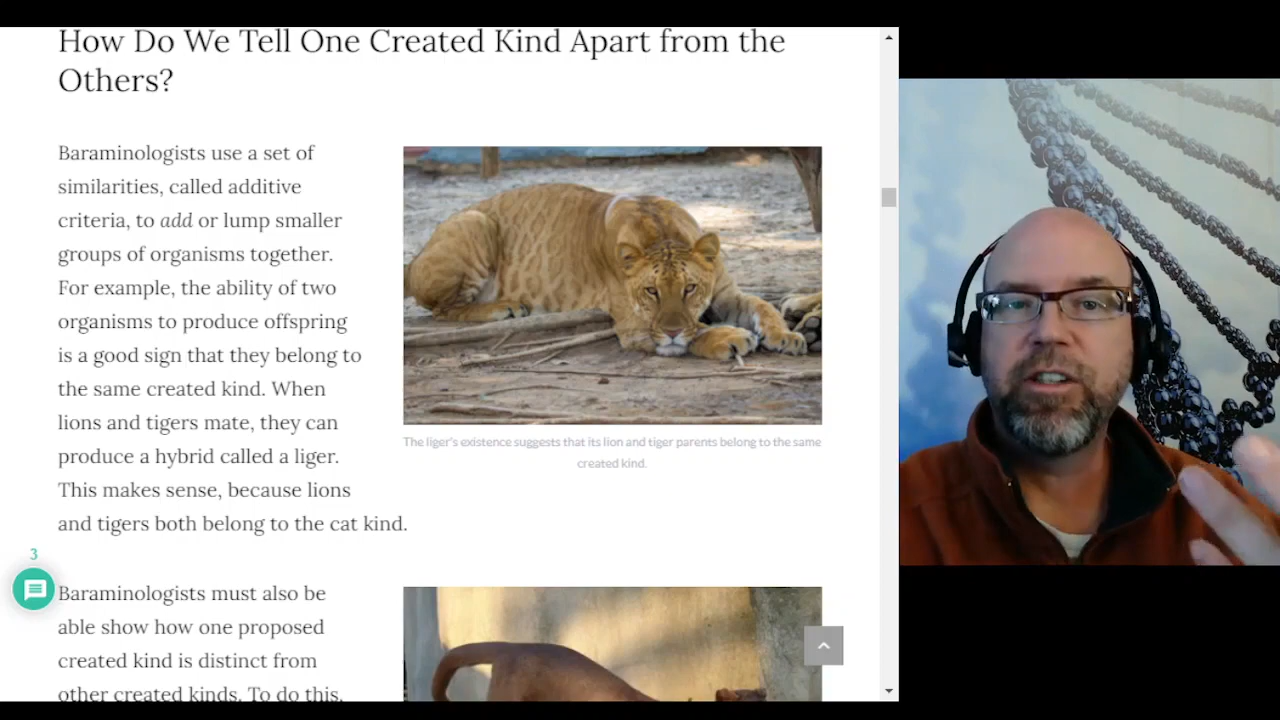 How Do We Tell One Created Kind Apart from the
Others?
Baraminologists use a set of
similarities, called additive
criteria, to add or lump smaller
groups of organisms together.
For example, the ability of two
organisms to produce offspring
is a good sign that they belong to
the same created kind. When
lions and tigers mate, they can
produce a hybrid called a liger.
This makes sense, because lions
and tigers both belong to the cat kind.
The liger's existence suggests that its lion and tiger parents belong to the same
created kind.
3
Baraminologists must also be
able show how one proposed
created kind is distinct from
other created kinds. To do this,